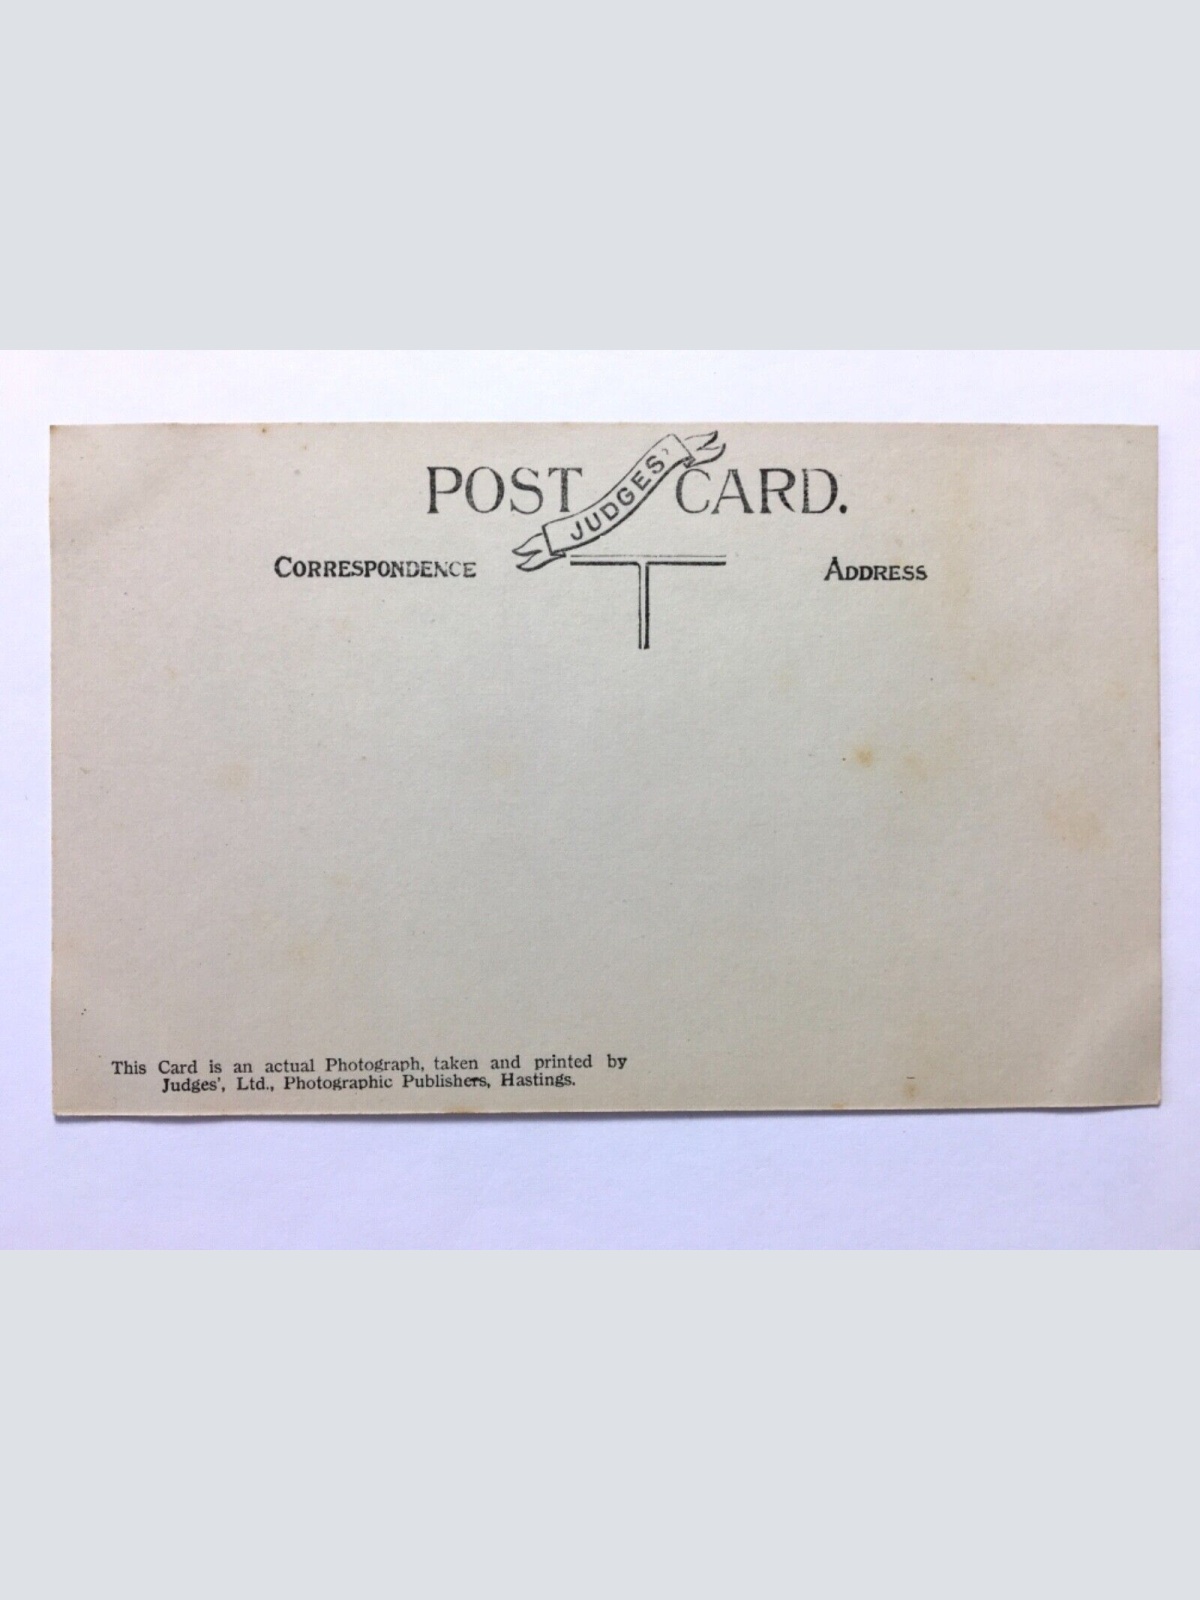 POST JUDGES' CARD.
CORRESPONDENCE ADDRESS
This Card is an actual Photograph, taken and printed by
Judges', Ltd., Photographic Publishers, Hastings.